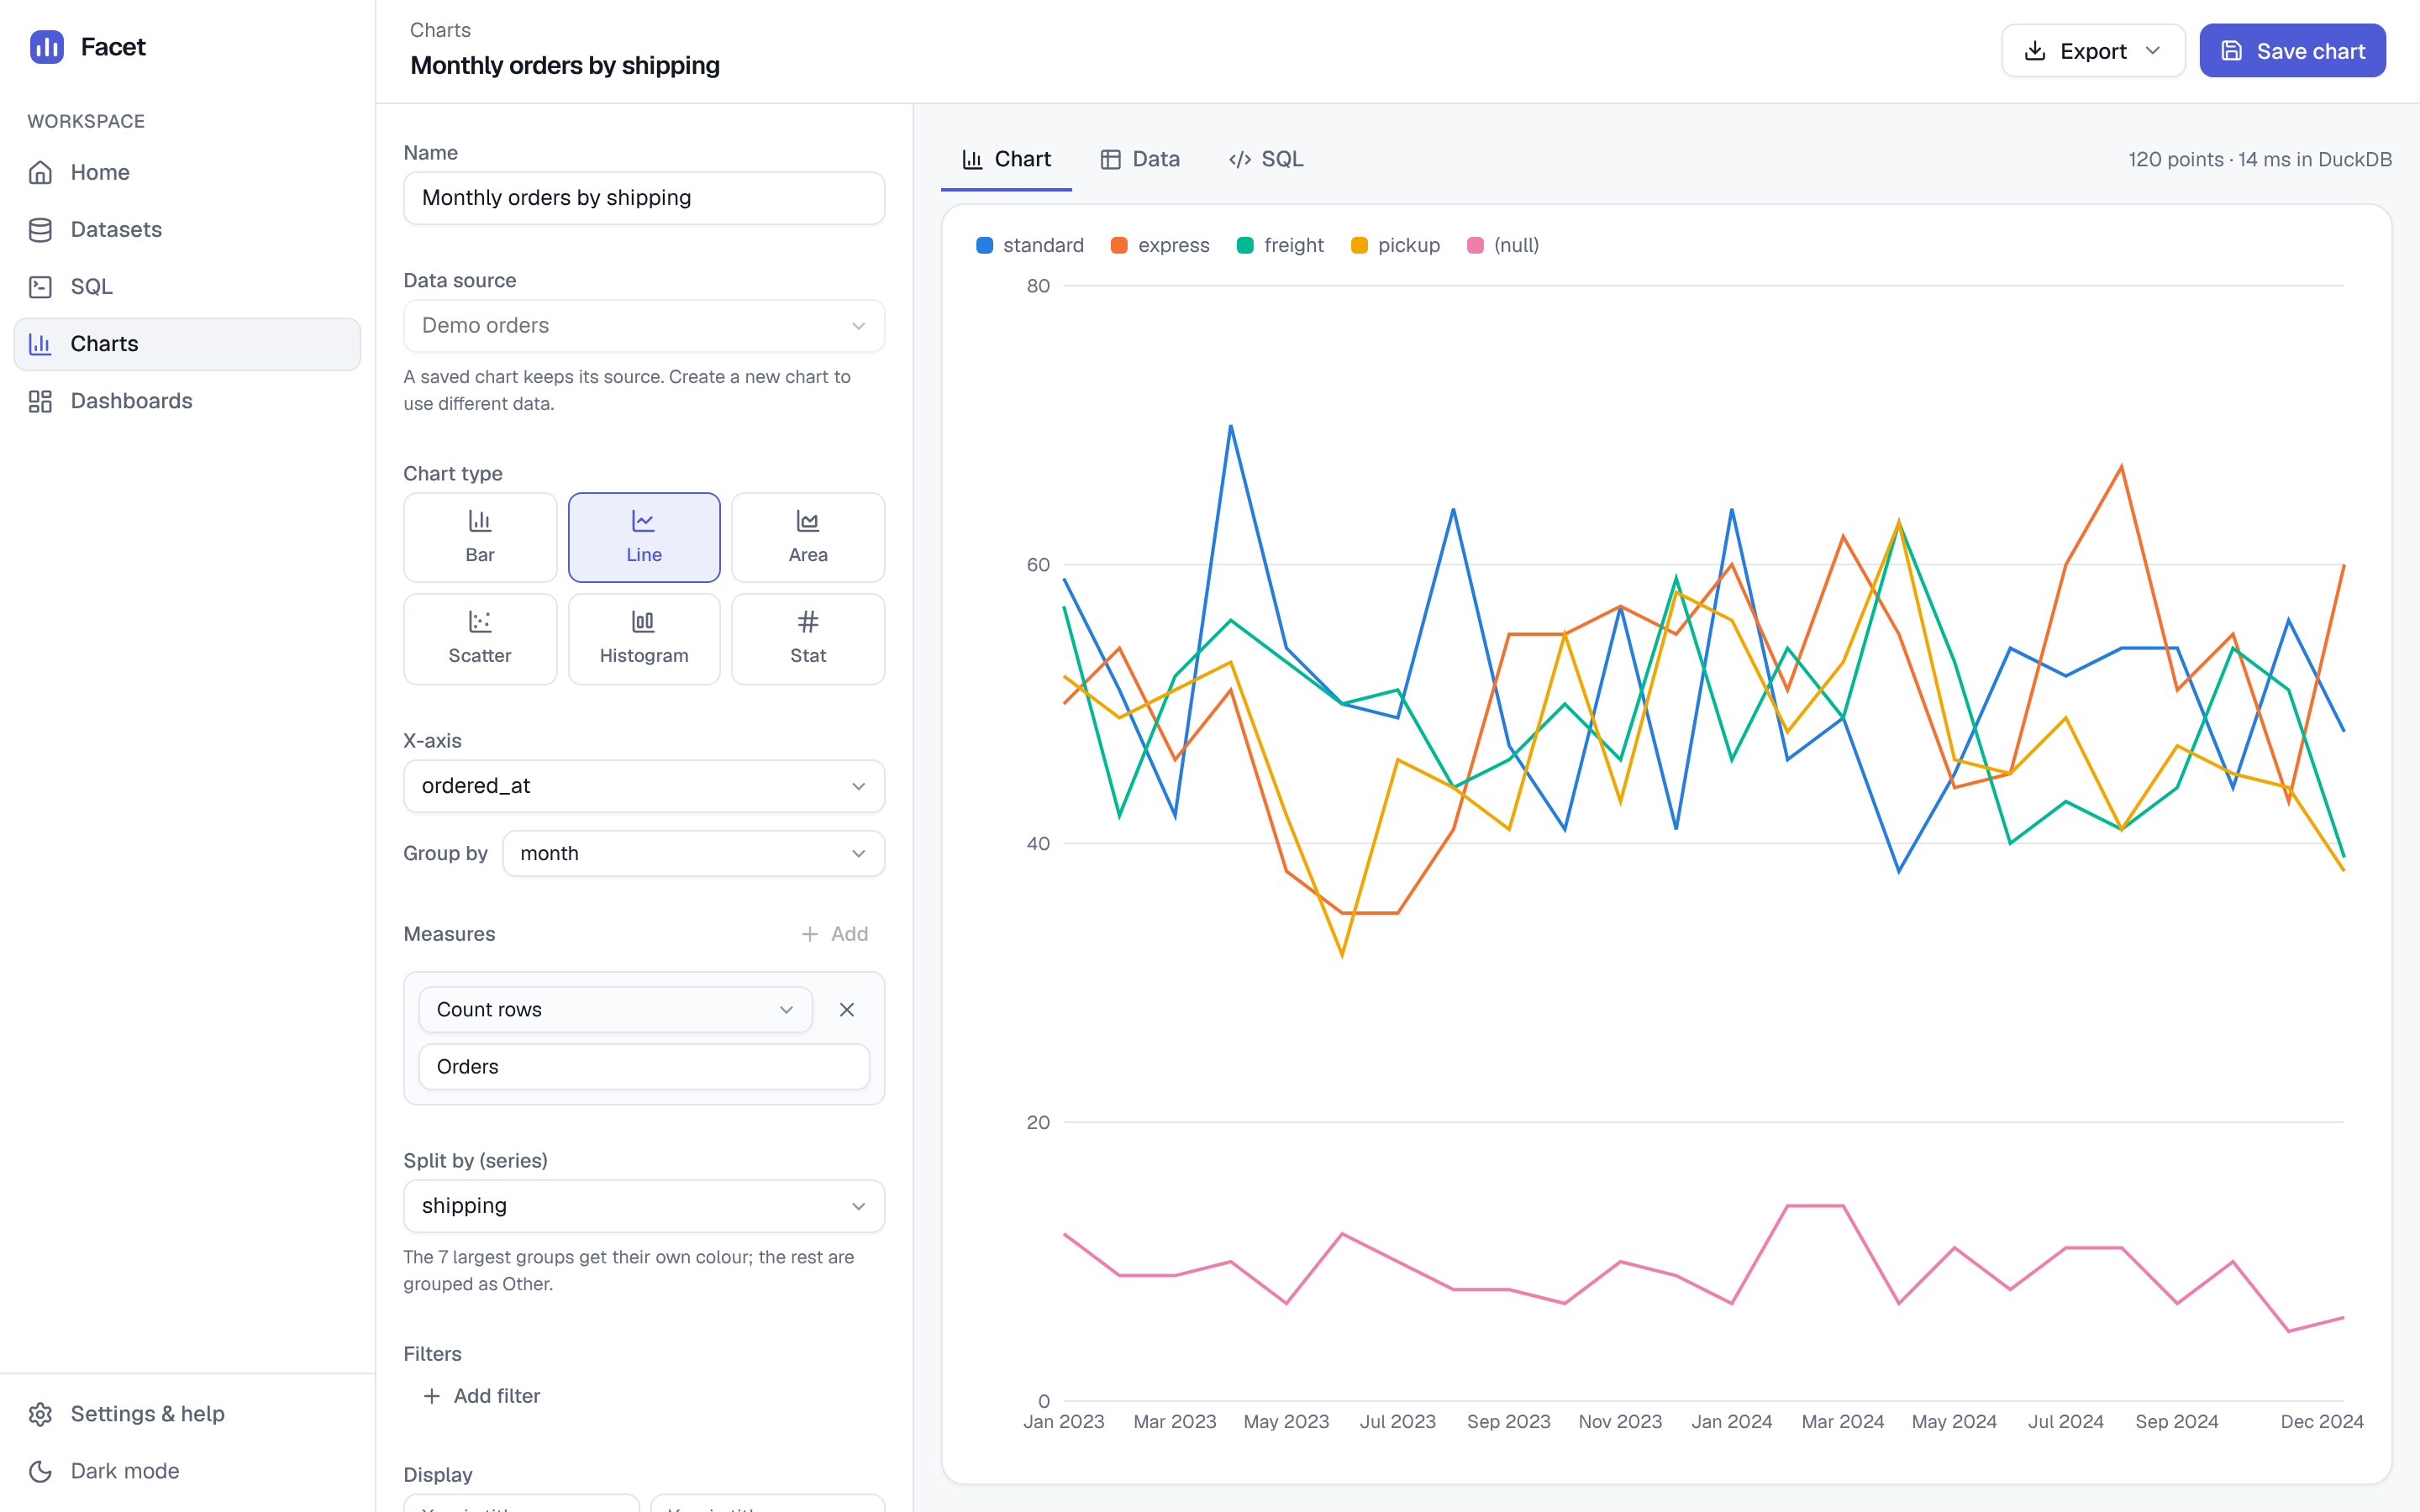 Facet
WORKSPACE
Home
Datasets
SQL
Charts
Dashboards
Settings & help
Dark mode
Charts
Monthly orders by shipping
Export
Save chart
Name
Monthly orders by shipping
Data source
Demo orders
A saved chart keeps its source. Create a new chart to
use different data.
Chart type
Bar
Line
Area
Scatter
Histogram
Stat
X-axis
ordered_at
Group by
month
Measures
Add
Count rows
Orders
Split by (series)
shipping
The 7 largest groups get their own colour; the rest are
grouped as Other.
Filters
Add filter
Display
Chart
Data
SQL
120 points · 14 ms in DuckDB
standard
express
freight
pickup
(null)
80
60
40
20
0
Jan 2023
Mar 2023
May 2023
Jul 2023
Sep 2023
Nov 2023
Jan 2024
Mar 2024
May 2024
Jul 2024
Sep 2024
Dec 2024